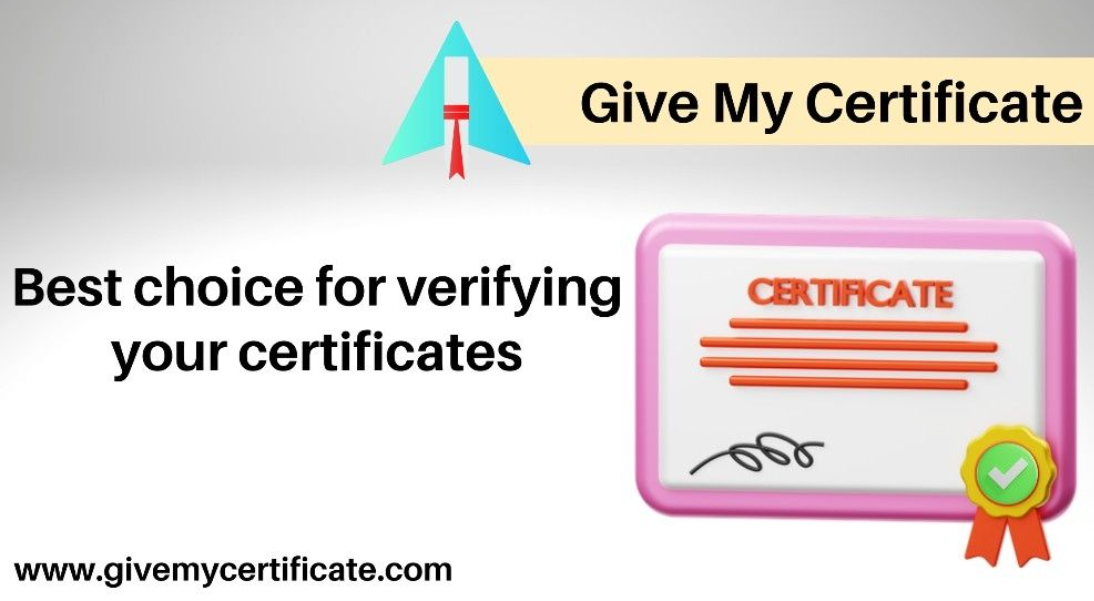 Give My Certificate
Best choice for verifying
your certificates
CERTIFICATE
www.givemycertificate.com